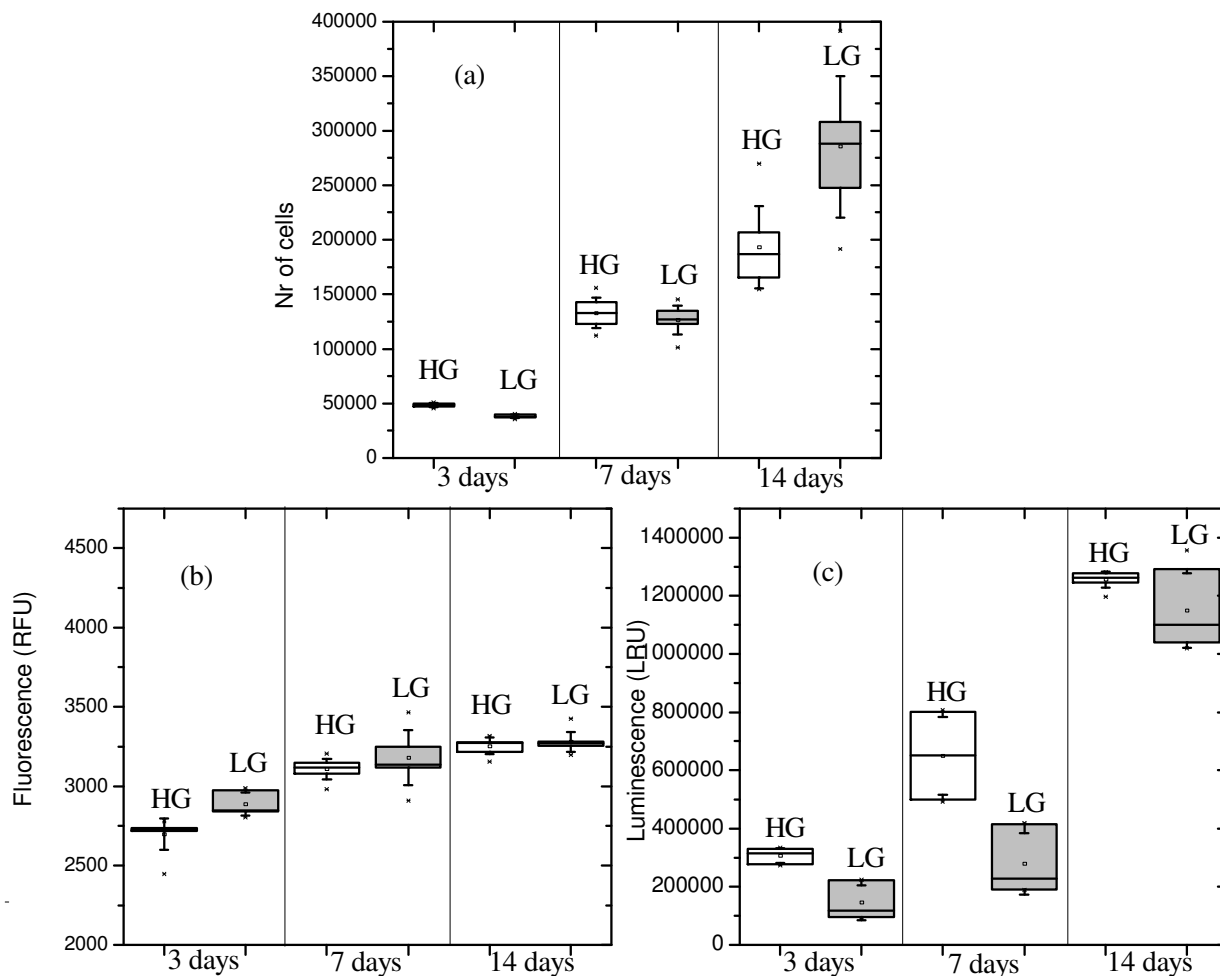 400000
350000
300000
250000
200000
150000
100000
50000
0
Nr of cells
(a)
HG
LG
HG
LG
HG
LG
3 days
7 days
14 days
4500
4000
3500
3000
2500
2000
Fluorescence (RFU)
(b)
HG
LG
HG
LG
HG
LG
3 days
7 days
14 days
1400000
1200000
1000000
800000
600000
400000
200000
0
Luminescence (LRU)
(c)
HG
LG
HG
LG
HG
LG
3 days
7 days
14 days